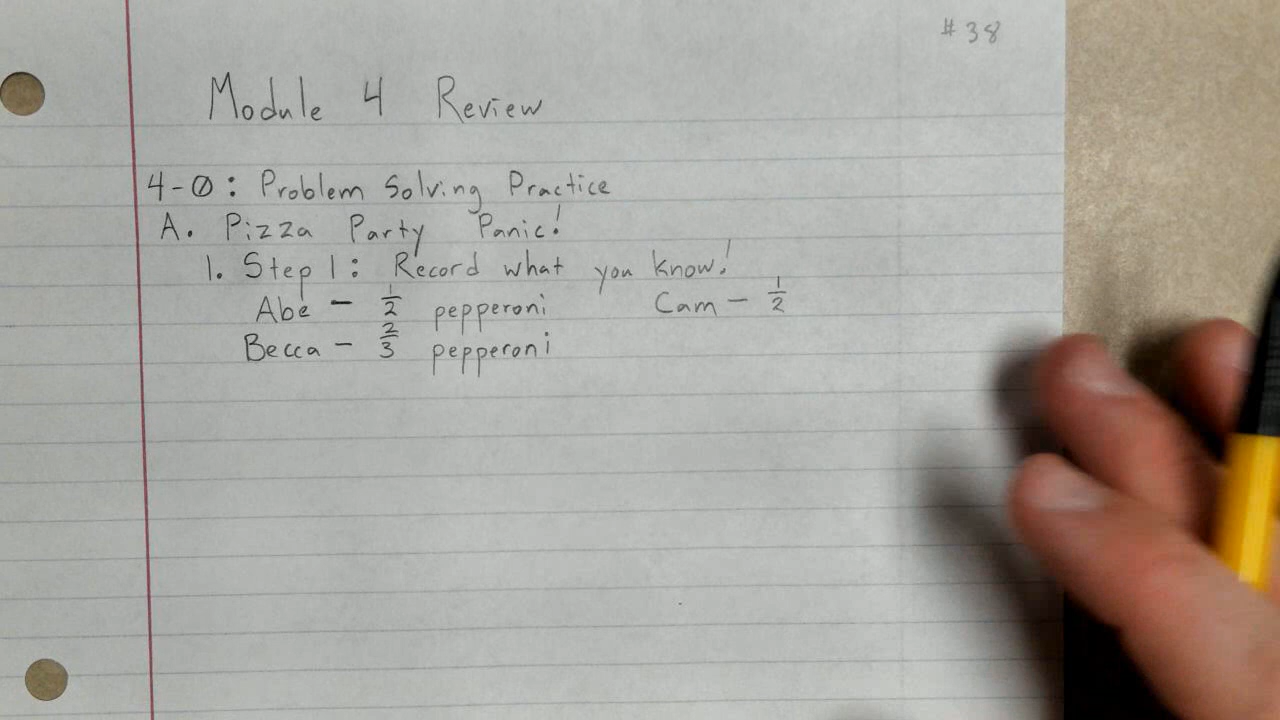 # 38
Module 4 Review
4-0: Problem Solving Practice
A. Pizza Party Panic!
1. Step 1: Record what you know!
Abe - 1/2 pepperoni Cam - 1/2
Becca - 2/3 pepperoni